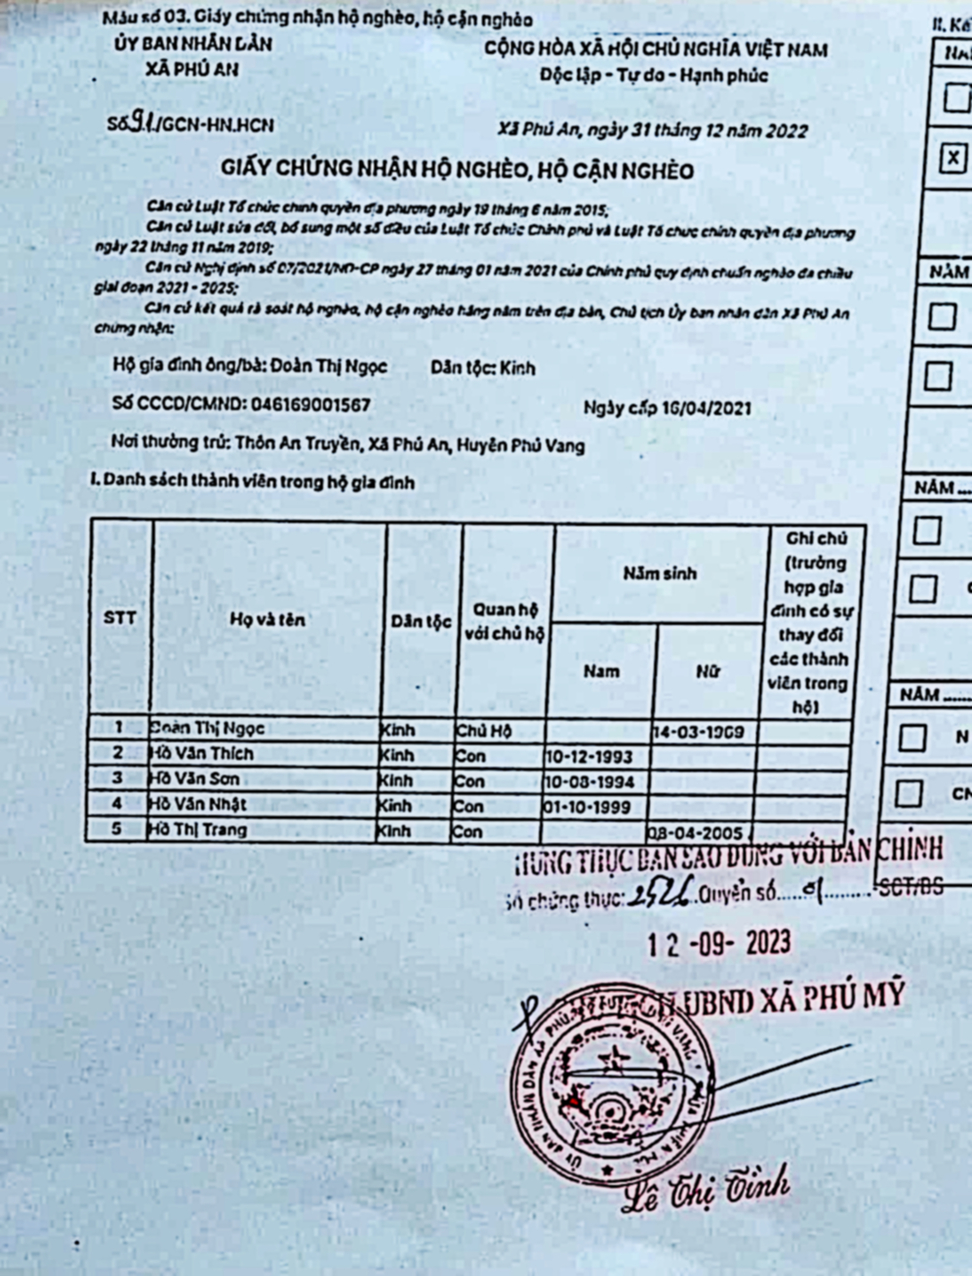 Mẫu số 03. Giấy chứng nhận hộ nghèo, hộ cận nghèo
ỦY BAN NHÂN DÂN
XÃ PHÚ AN
CỘNG HÒA XÃ HỘI CHỦ NGHĨA VIỆT NAM
Độc lập - Tự do - Hạnh phúc
Số 91/GCN-HN.HCN
Xã Phú An, ngày 31 tháng 12 năm 2022
GIẤY CHỨNG NHẬN HỘ NGHÈO, HỘ CẬN NGHÈO
Căn cứ Luật Tổ chức chính quyền địa phương ngày 19 tháng 6 năm 2015;
Căn cứ Luật sửa đổi, bổ sung một số điều của Luật Tổ chức Chính phủ và Luật Tổ chức chính quyền địa phương
ngày 22 tháng 11 năm 2019;
Căn cứ Nghị định số 07/2021/NĐ-CP ngày 27 tháng 01 năm 2021 của Chính phủ quy định chuẩn nghèo đa chiều
giai đoạn 2021 - 2025;
Căn cứ kết quả rà soát hộ nghèo, hộ cận nghèo hằng năm trên địa bàn, Chủ tịch Ủy ban nhân dân Xã Phú An
chứng nhận:
Hộ gia đình ông/bà: Đoàn Thị Ngọc Dân tộc: Kinh
Số CCCD/CMND: 046169001567 Ngày cấp 16/04/2021
Nơi thường trú: Thôn An Truyền, Xã Phú An, Huyện Phú Vang
I. Danh sách thành viên trong hộ gia đình
STT Họ và tên Dân tộc Quan hệ với chủ hộ Năm sinh Nam Nữ Ghi chú (trường hợp gia đình có sự thay đổi các thành viên trong hộ)
1 Đoàn Thị Ngọc Kinh Chủ Hộ 14-03-1969
2 Hồ Văn Thích Kinh Con 10-12-1993
3 Hồ Văn Sơn Kinh Con 10-08-1994
4 Hồ Văn Nhật Kinh Con 01-10-1999
5 Hồ Thị Trang Kinh Con 08-04-2005
II. Kế
X
NĂM
NĂM ....
NĂM ......
N
CN
THỰC BẢN SAO ĐÚNG VỚI BẢN CHÍNH
Số chứng thực: 2526 Quyển số.....01.........-SCT/BS
12 -09- 2023
UBND XÃ PHÚ MỸ
Lê Thị Tình